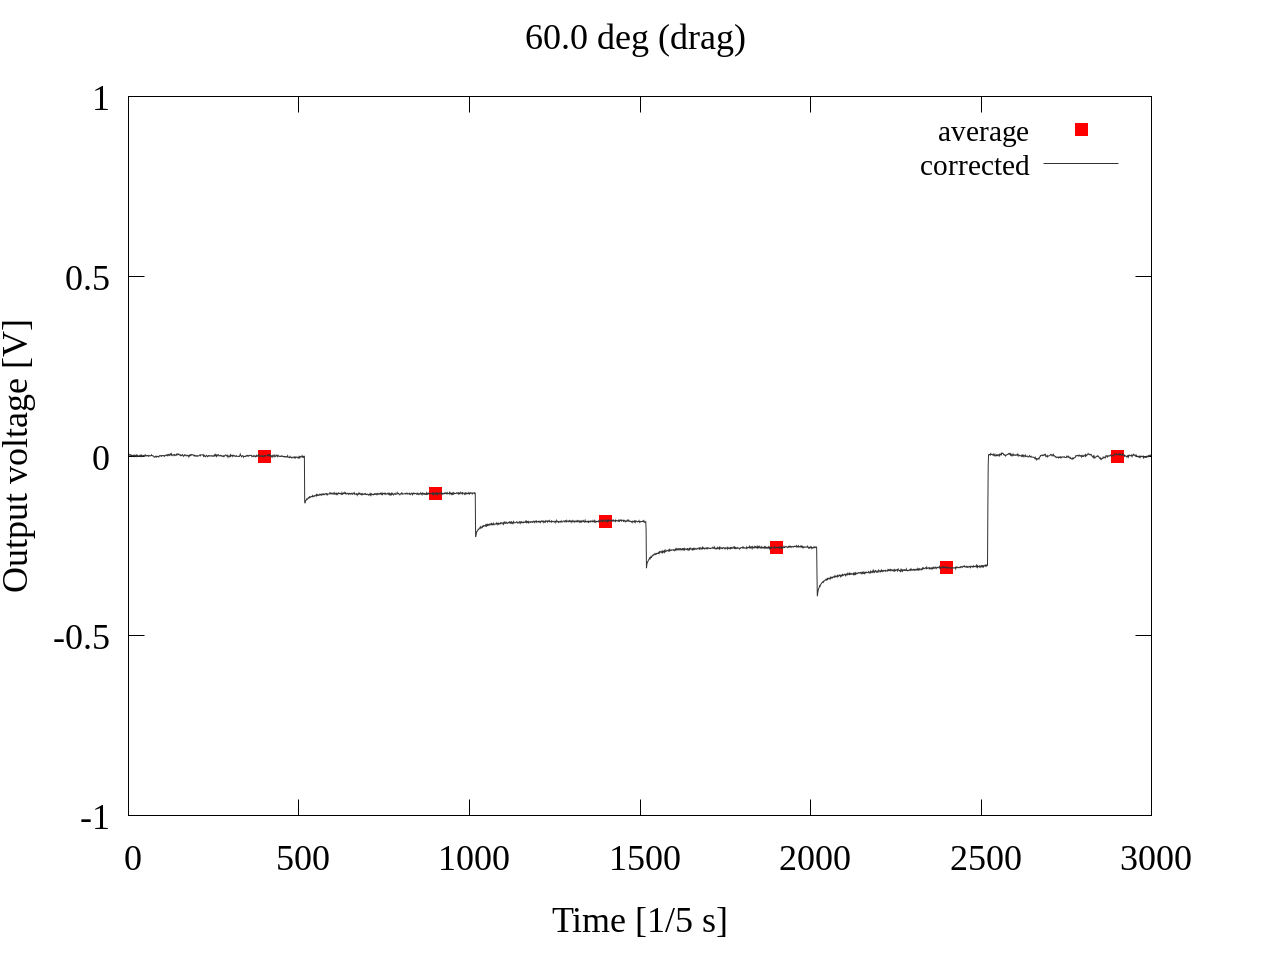 60.0 deg (drag)
average
corrected
1
0.5
0
-0.5
-1
Output voltage [V]
0 500 1000 1500 2000 2500 3000
Time [1/5 s]